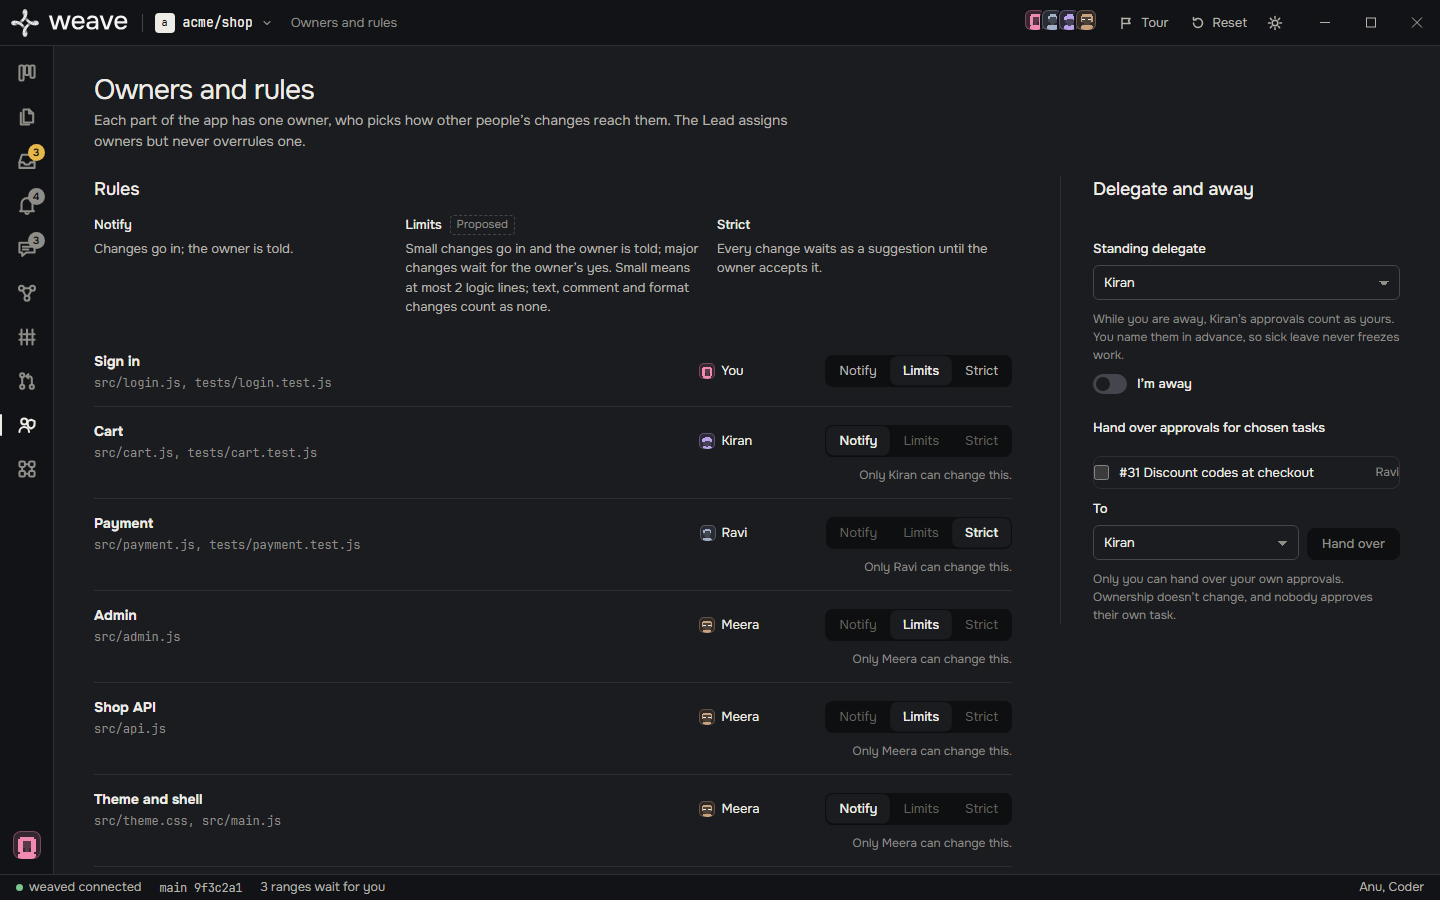 weave
a acme/shop
Owners and rules
Tour
Reset
3
4
3
Owners and rules
Each part of the app has one owner, who picks how other people's changes reach them. The Lead assigns
owners but never overrules one.
Rules
Notify
Changes go in; the owner is told.
Limits Proposed
Small changes go in and the owner is told; major
changes wait for the owner's yes. Small means
at most 2 logic lines; text, comment and format
changes count as none.
Strict
Every change waits as a suggestion until the
owner accepts it.
Sign in
src/login.js, tests/login.test.js
You
Notify Limits Strict
Cart
src/cart.js, tests/cart.test.js
Kiran
Notify Limits Strict
Only Kiran can change this.
Payment
src/payment.js, tests/payment.test.js
Ravi
Notify Limits Strict
Only Ravi can change this.
Admin
src/admin.js
Meera
Notify Limits Strict
Only Meera can change this.
Shop API
src/api.js
Meera
Notify Limits Strict
Only Meera can change this.
Theme and shell
src/theme.css, src/main.js
Meera
Notify Limits Strict
Only Meera can change this.
Delegate and away
Standing delegate
Kiran
While you are away, Kiran's approvals count as yours.
You name them in advance, so sick leave never freezes
work.
I'm away
Hand over approvals for chosen tasks
#31 Discount codes at checkout Ravi
To
Kiran
Hand over
Only you can hand over your own approvals.
Ownership doesn't change, and nobody approves
their own task.
weaved connected
main 9f3c2a1
3 ranges wait for you
Anu, Coder